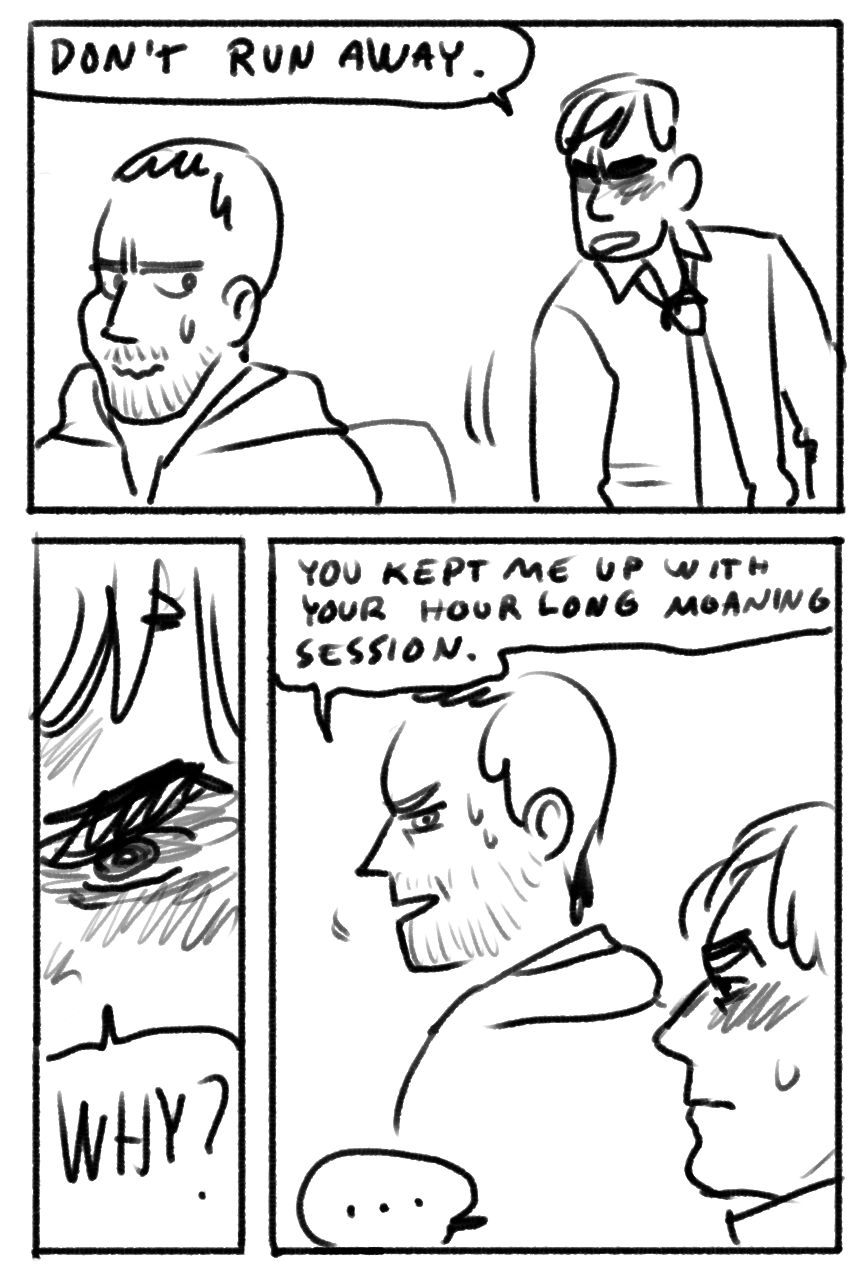 DON'T RUN AWAY.
WHY?
YOU KEPT ME UP WITH
YOUR HOUR LONG MOANING
SESSION.
...